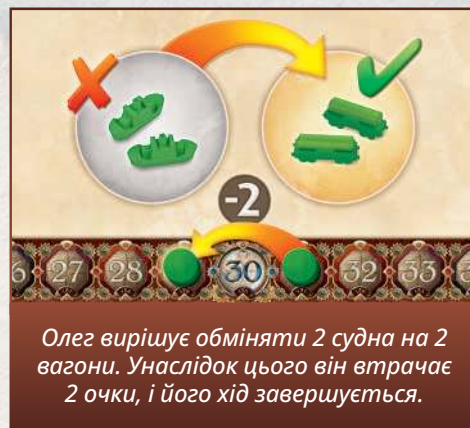 -2
6 27 28 30 32 33
Олег вирішує обміняти 2 судна на 2
вагони. Унаслідок цього він втрачає
2 очки, і його хід завершується.